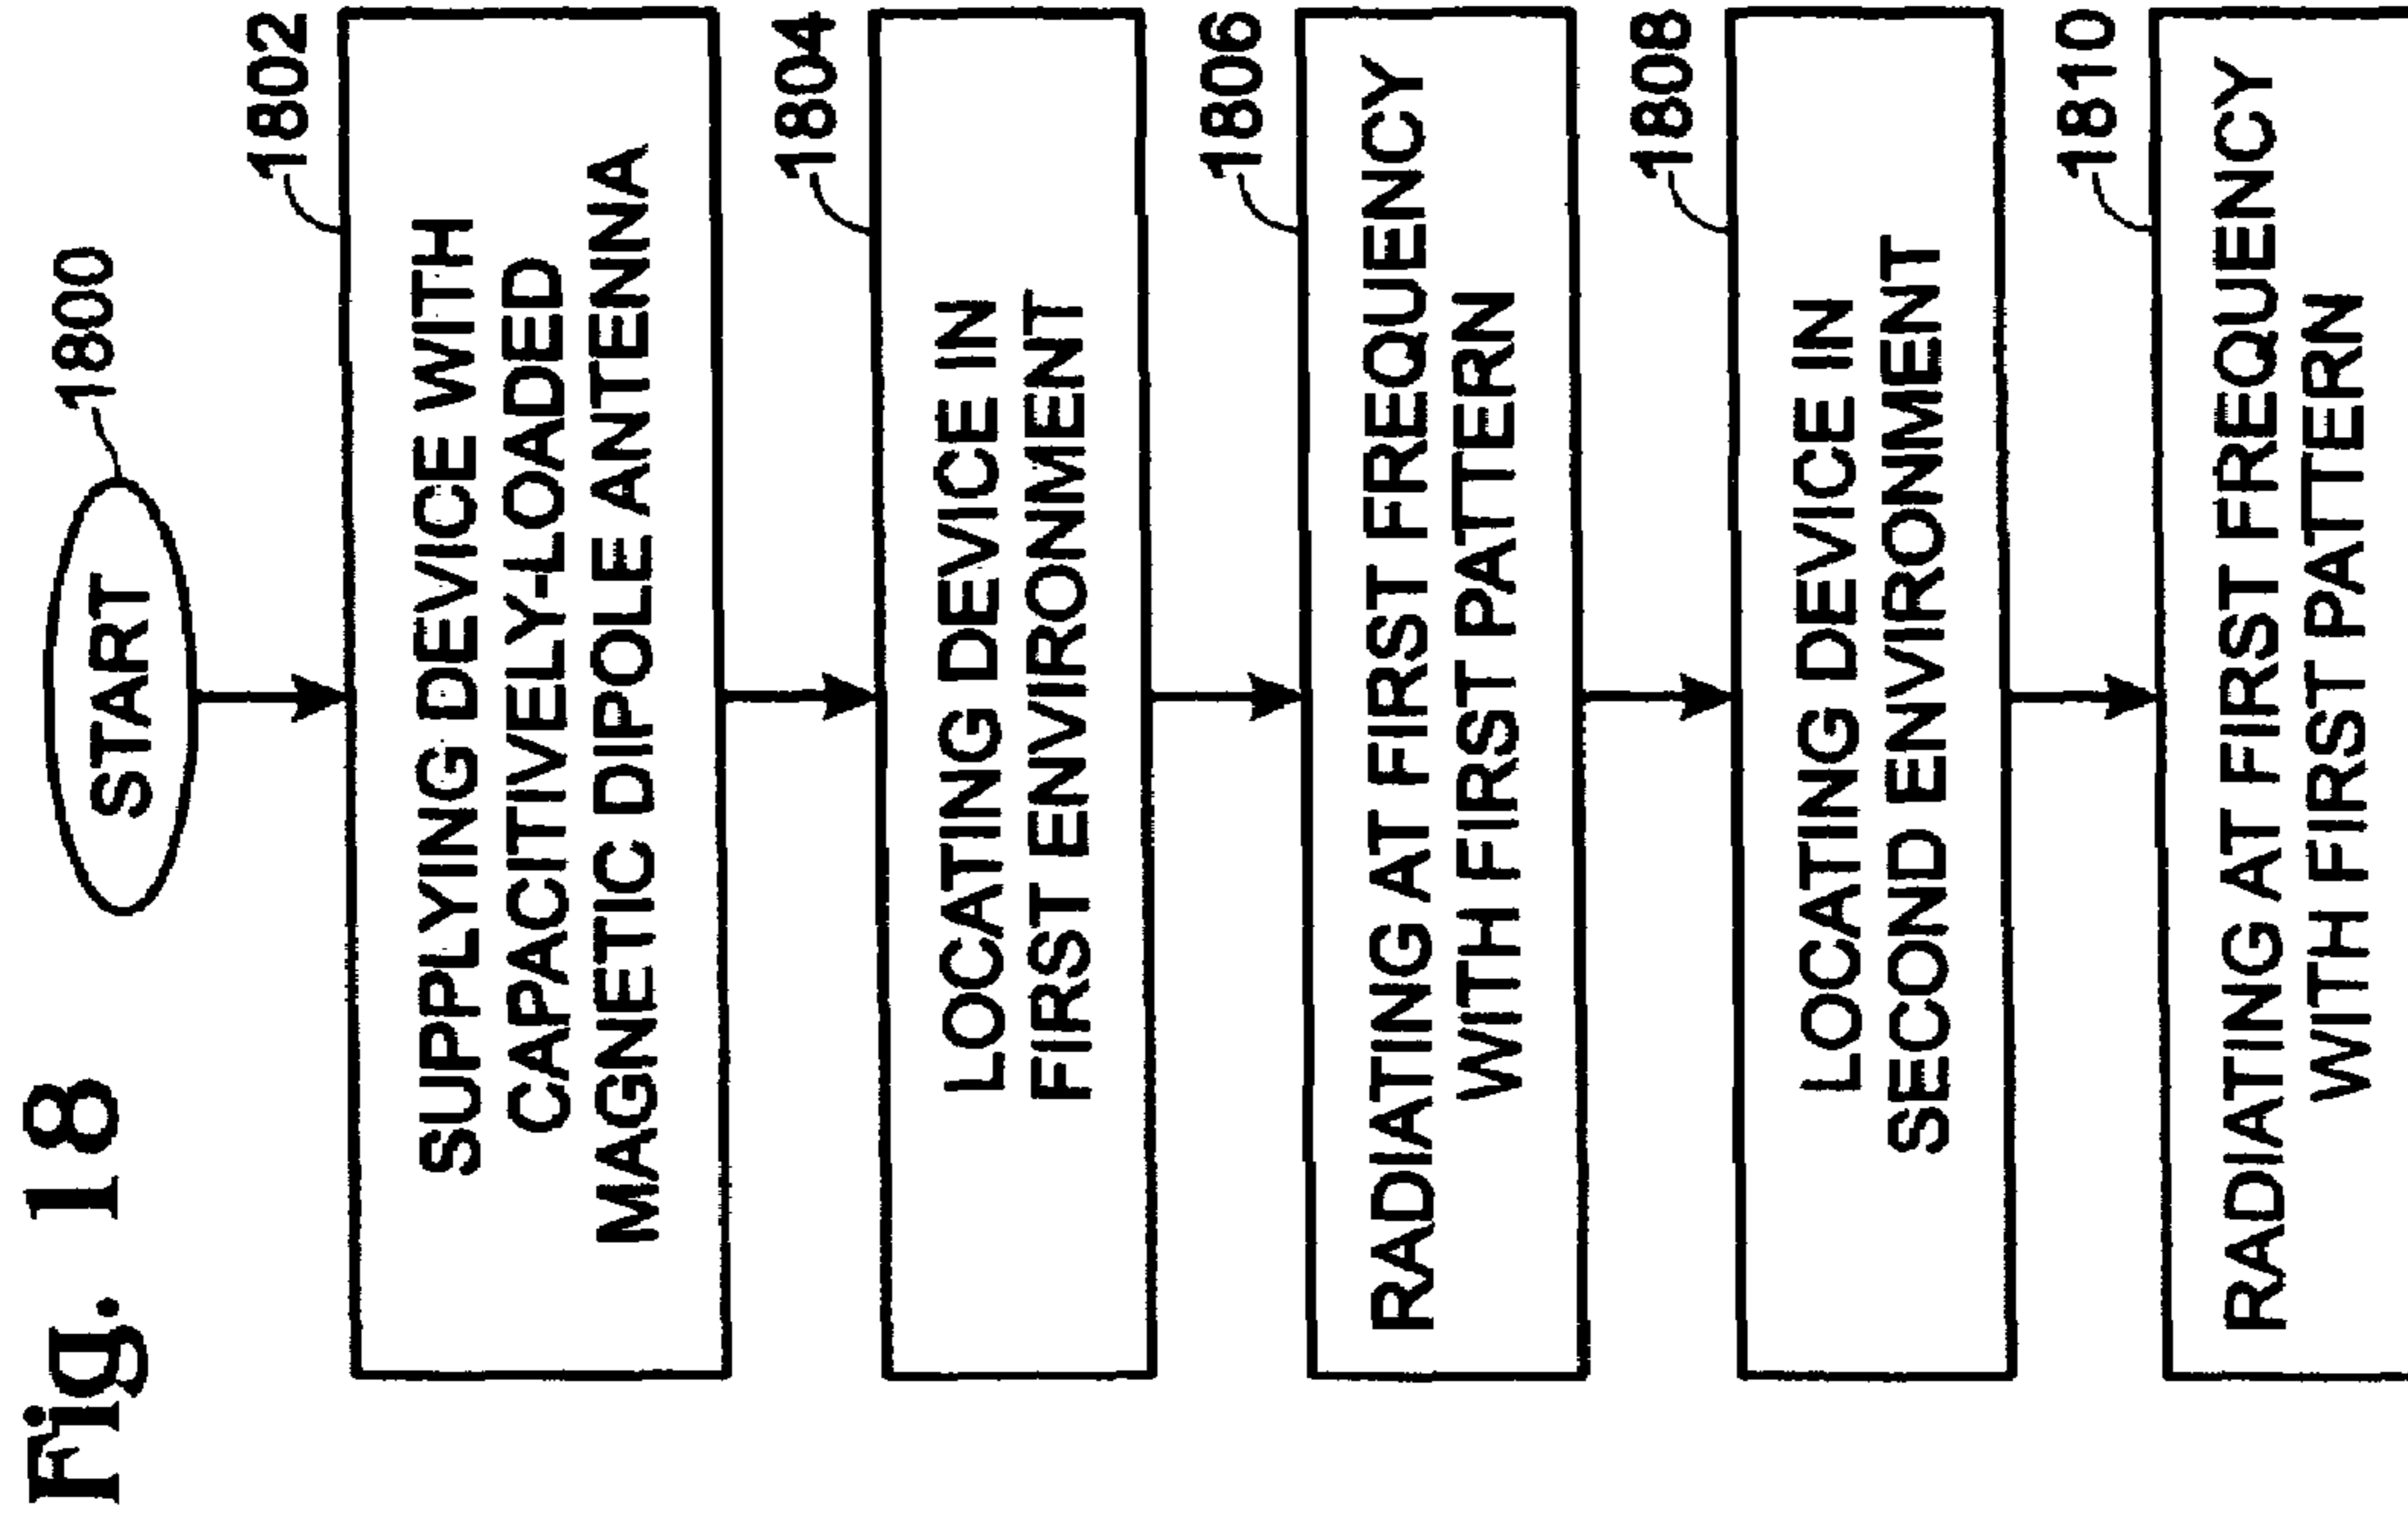 Fig. 18
START
1800
1802
SUPPLYING DEVICE WITH
CAPACITIVELY-LOADED
MAGNETIC DIPOLE ANTENNA
1804
LOCATING DEVICE IN
FIRST ENVIRONMENT
1806
RADIATING AT FIRST FREQUENCY
WITH FIRST PATTERN
1808
LOCATING DEVICE IN
SECOND ENVIRONMENT
1810
RADIATING AT FIRST FREQUENCY
WITH FIRST PATTERN